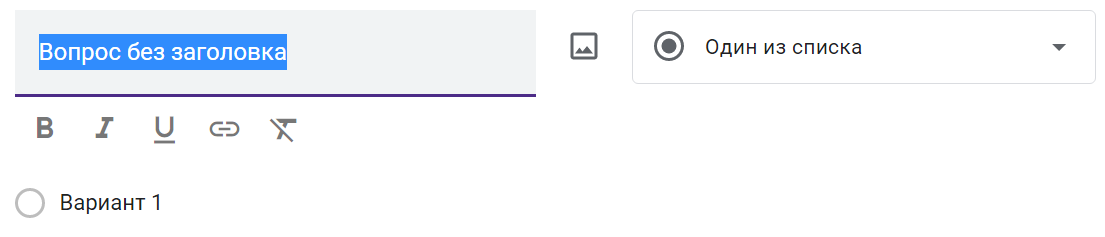 Вопрос без заголовка
Один из списка
B I U
Вариант 1